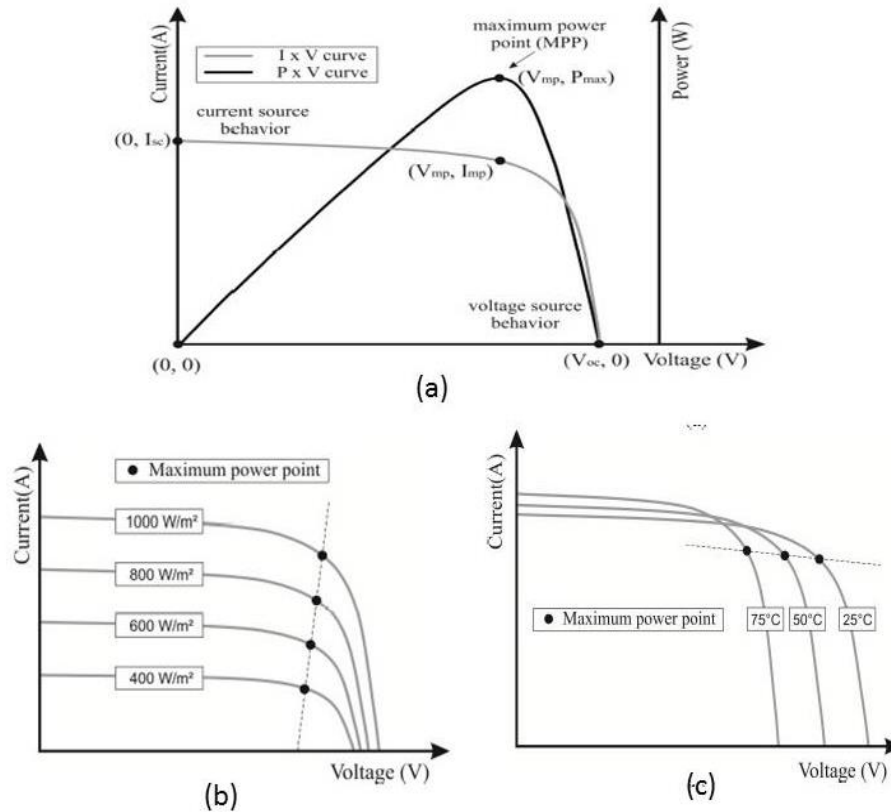 Current(A)
I x V curve
P x V curve
maximum power
point (MPP)
Power (W)
(Vmp, Pmax)
current source
behavior
(0, Isc)
(Vmp, Imp)
voltage source
behavior
(0, 0)
(Voc, 0)
Voltage (V)
(a)
Current(A)
Maximum power point
1000 W/m²
800 W/m²
600 W/m²
400 W/m²
Voltage (V)
(b)
Current(A)
Maximum power point
75°C
50°C
25°C
Voltage (V)
(c)